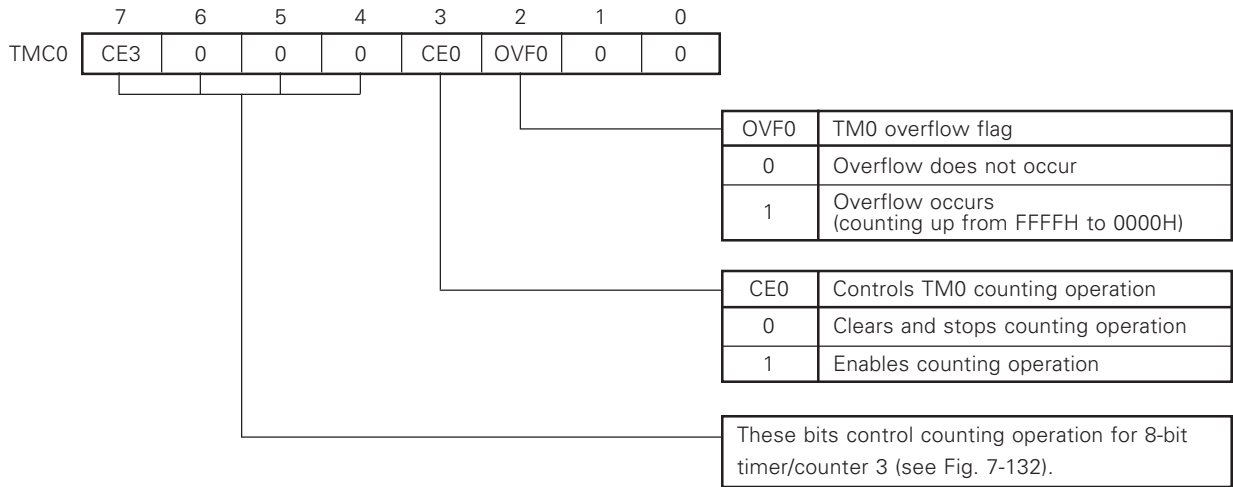 7 6 5 4 3 2 1 0
TMC0 CE3 0 0 0 CE0 OVF0 0 0
OVF0 TM0 overflow flag
0 Overflow does not occur
1 Overflow occurs
(counting up from FFFFH to 0000H)
CE0 Controls TM0 counting operation
0 Clears and stops counting operation
1 Enables counting operation
These bits control counting operation for 8-bit
timer/counter 3 (see Fig. 7-132).